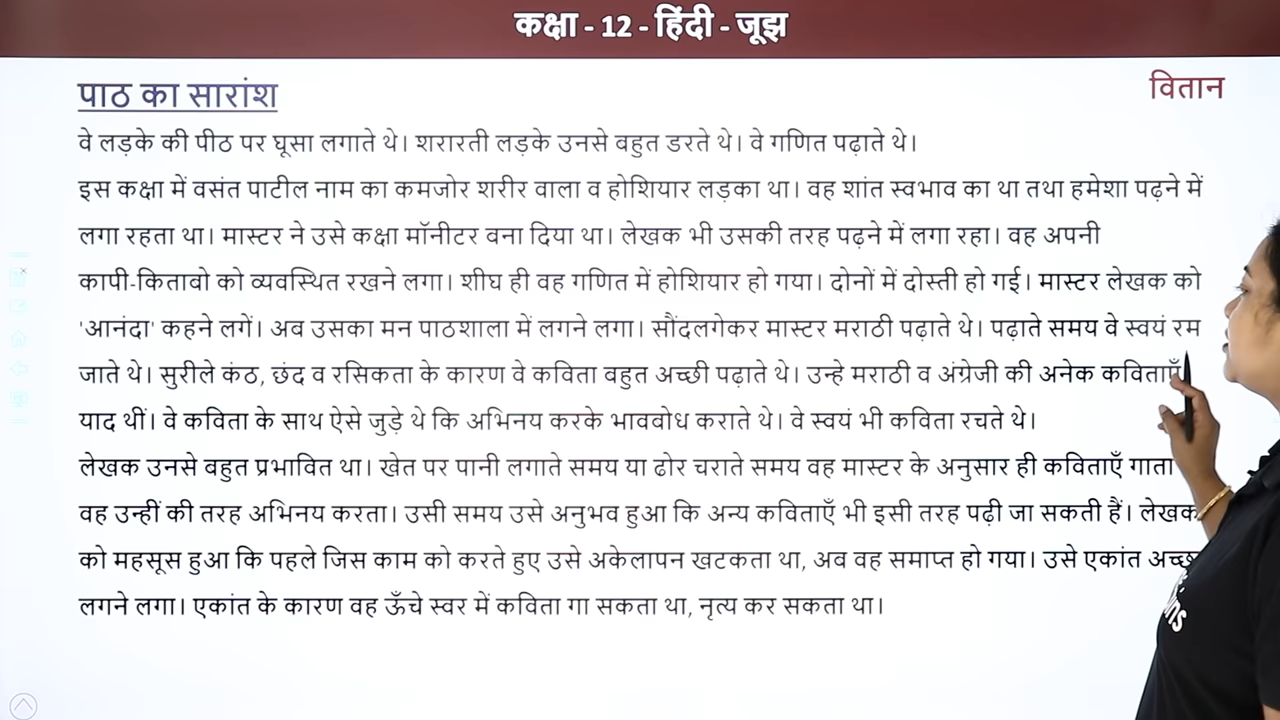 कक्षा - 12 - हिंदी - जूझ
पाठ का सारांश
वितान
वे लड़के की पीठ पर घूसा लगाते थे। शरारती लड़के उनसे बहुत डरते थे। वे गणित पढ़ाते थे।
इस कक्षा में वसंत पाटील नाम का कमजोर शरीर वाला व होशियार लड़का था। वह शांत स्वभाव का था तथा हमेशा पढ़ने में
लगा रहता था। मास्टर ने उसे कक्षा मॉनीटर वना दिया था। लेखक भी उसकी तरह पढ़ने में लगा रहा। वह अपनी
कापी-किताबो को व्यवस्थित रखने लगा। शीघ ही वह गणित में होशियार हो गया। दोनों में दोस्ती हो गई। मास्टर लेखक को
'आनंदा' कहने लगें। अब उसका मन पाठशाला में लगने लगा। सौंदलगेकर मास्टर मराठी पढ़ाते थे। पढ़ाते समय वे स्वयं रम
जाते थे। सुरीले कंठ, छंद व रसिकता के कारण वे कविता वहुत अच्छी पढ़ाते थे। उन्हे मराठी व अंग्रेजी की अनेक कविताएँ
याद थीं। वे कविता के साथ ऐसे जुड़े थे कि अभिनय करके भावबोध कराते थे। वे स्वयं भी कविता रचते थे।
लेखक उनसे वहुत प्रभावित था। खेत पर पानी लगाते समय या ढोर चराते समय वह मास्टर के अनुसार ही कविताएँ गाता
वह उन्हीं की तरह अभिनय करता। उसी समय उसे अनुभव हुआ कि अन्य कविताएँ भी इसी तरह पढ़ी जा सकती हैं। लेखक
को महसूस हुआ कि पहले जिस काम को करते हुए उसे अकेलापन खटकता था, अब वह समाप्त हो गया। उसे एकांत
लगने लगा। एकांत के कारण वह ऊँचे स्वर में कविता गा सकता था, नृत्य कर सकता था।